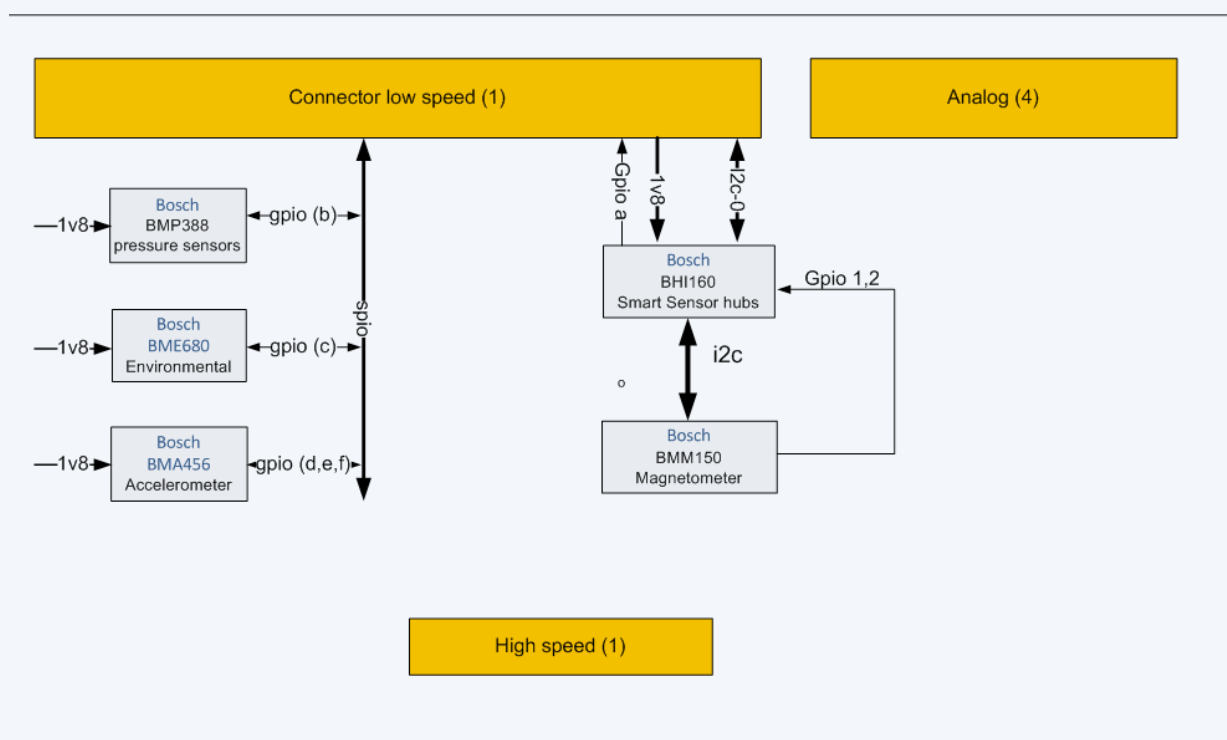 Connector low speed (1)
Analog (4)
Gpio a
1v8
I2c-0
1v8
Bosch
BMP388
pressure sensors
gpio (b)
Bosch
BHI160
Smart Sensor hubs
Gpio 1,2
spio
1v8
Bosch
BME680
Environmental
gpio (c)
i2c
1v8
Bosch
BMA456
Accelerometer
gpio (d,e,f)
Bosch
BMM150
Magnetometer
High speed (1)